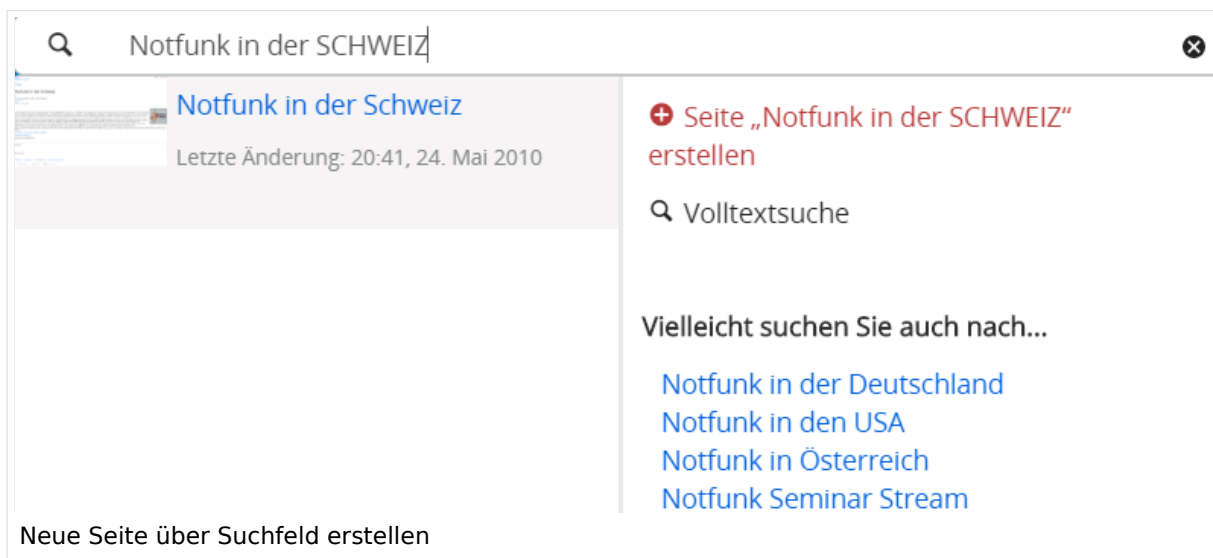 Notfunk in der SCHWEIZ
Notfunk in der Schweiz
Letzte Änderung: 20:41, 24. Mai 2010
Seite „Notfunk in der SCHWEIZ“
erstellen
Volltextsuche
Vielleicht suchen Sie auch nach...
Notfunk in der Deutschland
Notfunk in den USA
Notfunk in Österreich
Notfunk Seminar Stream
Neue Seite über Suchfeld erstellen